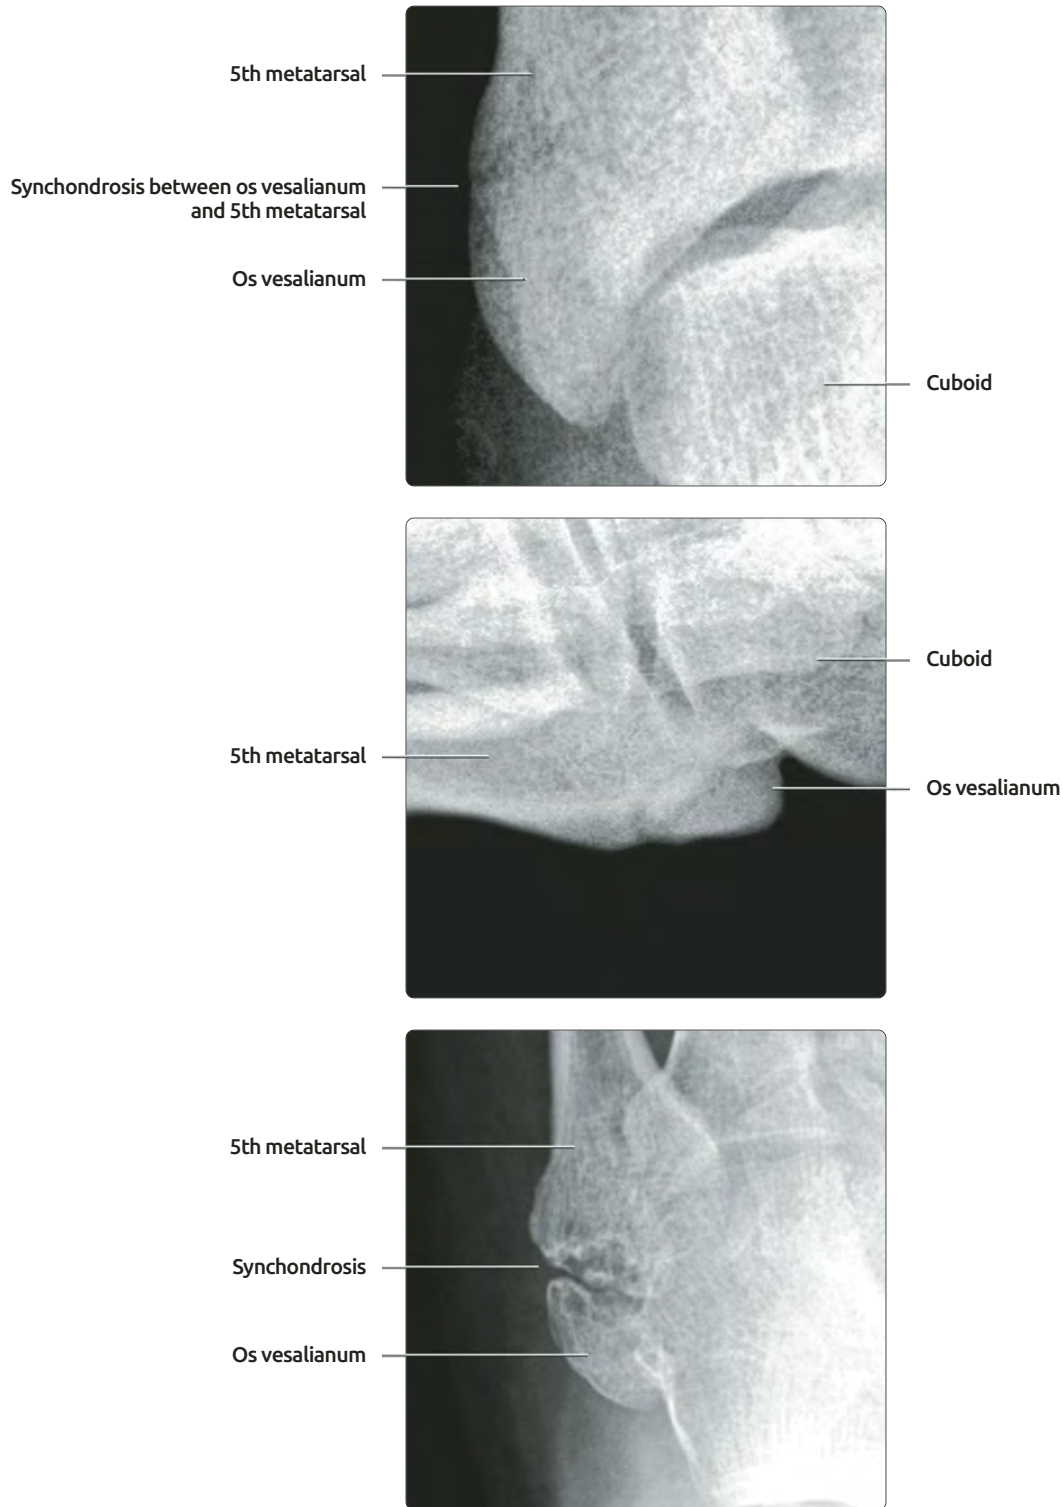 5th metatarsal
Synchondrosis between os vesalianum
and 5th metatarsal
Os vesalianum
Cuboid
Cuboid
5th metatarsal
Os vesalianum
5th metatarsal
Synchondrosis
Os vesalianum